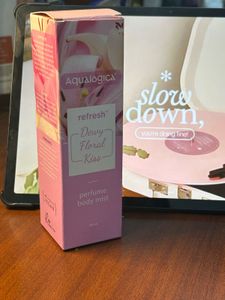 AQUALOGICA®
refresh+
Dewy
Floral
Kiss
perfume
body mist
*
slow
down,
you're doing fine!